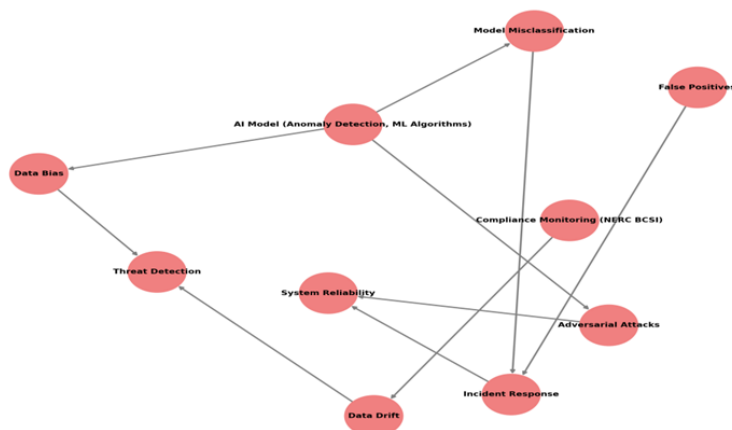 Model Misclassification
False Positives
AI Model (Anomaly Detection, ML Algorithms)
Data Bias
Compliance Monitoring (NERC BCSI)
Threat Detection
System Reliability
Adversarial Attacks
Incident Response
Data Drift